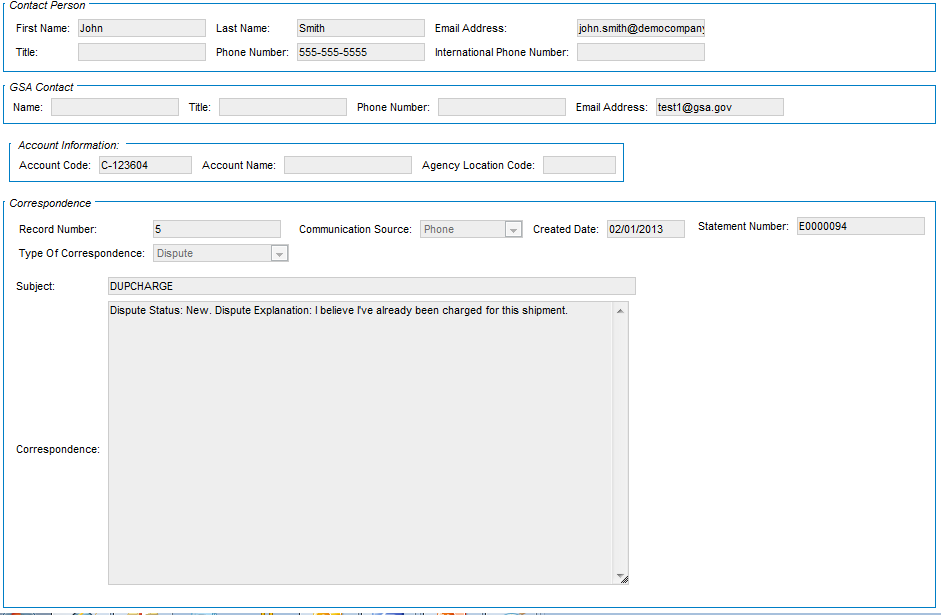 Contact Person
First Name: John Last Name: Smith Email Address: john.smith@democompany
Title: Phone Number: 555-555-5555 International Phone Number:
GSA Contact
Name: Title: Phone Number: Email Address: test1@gsa.gov
Account Information:
Account Code: C-123604 Account Name: Agency Location Code:
Correspondence
Record Number: 5 Communication Source: Phone Created Date: 02/01/2013 Statement Number: E0000094
Type Of Correspondence: Dispute
Subject: DUPCHARGE
Dispute Status: New. Dispute Explanation: I believe I've already been charged for this shipment.
Correspondence: